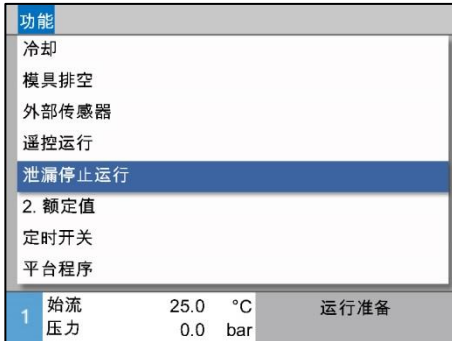 功能
冷却
模具排空
外部传感器
遥控运行
泄漏停止运行
2. 额定值
定时开关
平台程序
1 始流 25.0 °C 运行准备
压力 0.0 bar